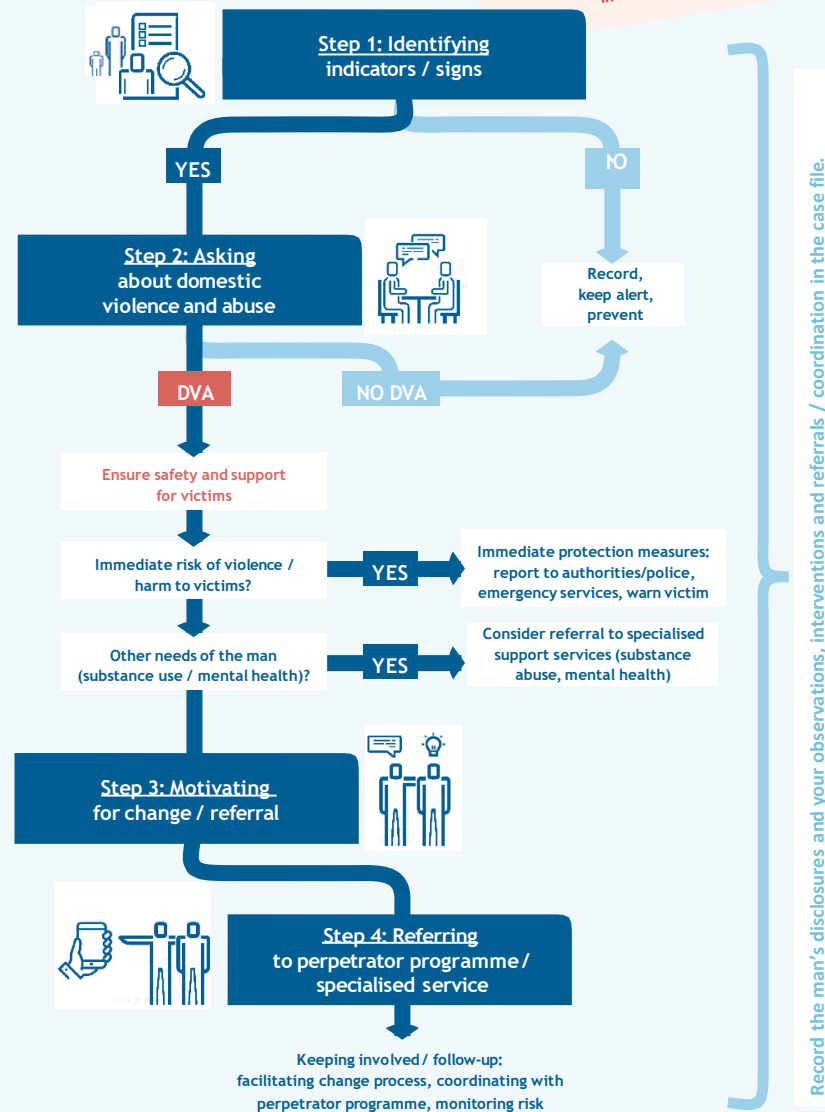 Step 1: Identifying
indicators / signs
YES
NO
Step 2: Asking
about domestic
violence and abuse
Record,
keep alert,
prevent
DVA
NO DVA
Ensure safety and support
for victims
Immediate risk of violence /
harm to victims?
YES
Immediate protection measures:
report to authorities/police,
emergency services, warn victim
Other needs of the man
(substance use / mental health)?
YES
Consider referral to specialised
support services (substance
abuse, mental health)
Step 3: Motivating
for change / referral
Step 4: Referring
to perpetrator programme /
specialised service
Keeping involved / follow-up:
facilitating change process, coordinating with
perpetrator programme, monitoring risk
Record the man's disclosures and your observations, interventions and referrals / coordination in the case file.